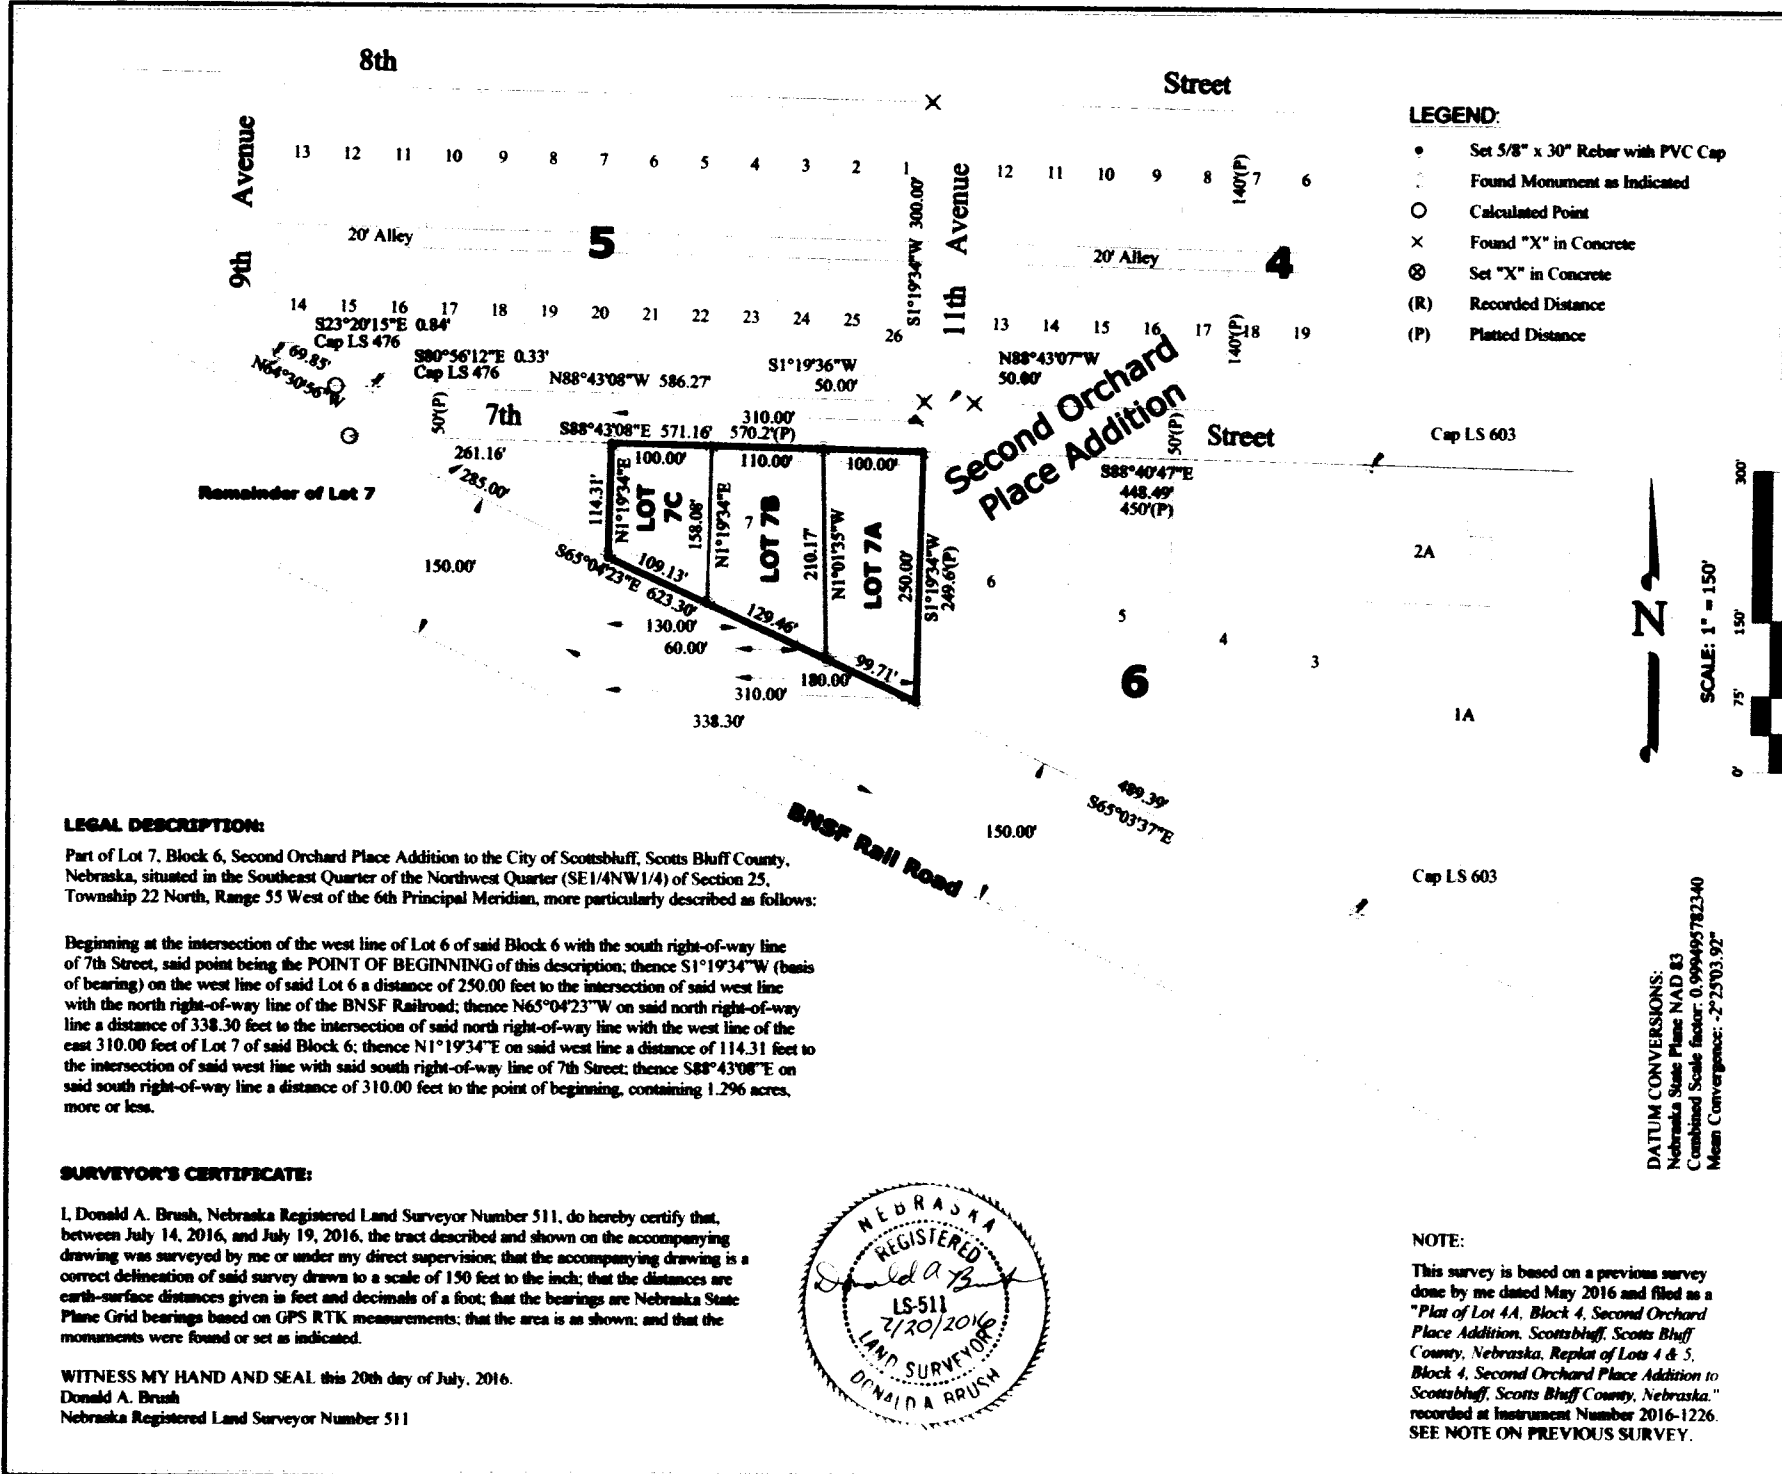 8th
Street
Avenue
9th
13 12 11 10 9 8 7 6 5 4 3 2 1
S1°19'34"W 300.00'
Avenue
11th
12 11 10 9 8 7 6
140'(P)
20' Alley
5
20' Alley
4
14 15 16 17 18 19 20 21 22 23 24 25 26
13 14 15 16 17 18 19
140'(P)
S23°20'15"E 0.84'
Cap LS 476
69.85'
N64°30'56"W
S80°56'12"E 0.33'
Cap LS 476
N88°43'08"W 586.27'
S1°19'36"W
50.00'
N88°43'07"W
50.00'
50'(P)
7th
310.00'
S88°43'08"E 571.16' 570.2'(P)
Second Orchard
Place Addition
50'(P)
Street
Cap LS 603
261.16'
285.00'
Remainder of Lot 7
150.00'
100.00'
110.00'
100.00'
114.31'
N1°19'34"E
LOT
7C
158.08'
N1°19'34"E
7
LOT 7B
210.17'
N1°01'35"W
LOT 7A
250.00'
S1°19'34"W
249.6'(P)
S88°40'47"E
448.49'
450'(P)
109.13'
S65°04'23"E 623.30'
129.46'
99.71'
130.00'
60.00'
180.00'
310.00'
338.30'
6
5
4
3
2A
1A
6
489.39'
S65°03'37"E
150.00'
BNSF Rail Road
Cap LS 603
LEGEND:
Set 5/8" x 30" Rebar with PVC Cap
Found Monument as Indicated
Calculated Point
Found "X" in Concrete
Set "X" in Concrete
(R) Recorded Distance
(P) Platted Distance
N
SCALE: 1" = 150'
0' 75' 150' 300'
DATUM CONVERSIONS:
Nebraska State Plane NAD 83
Combined Scale factor: 0.9999495782340
Mean Convergence: -2°25'03.92"
LEGAL DESCRIPTION:
Part of Lot 7, Block 6, Second Orchard Place Addition to the City of Scottsbluff, Scotts Bluff County,
Nebraska, situated in the Southeast Quarter of the Northwest Quarter (SE1/4NW1/4) of Section 25,
Township 22 North, Range 55 West of the 6th Principal Meridian, more particularly described as follows:
Beginning at the intersection of the west line of Lot 6 of said Block 6 with the south right-of-way line
of 7th Street, said point being the POINT OF BEGINNING of this description; thence S1°19'34"W (basis
of bearing) on the west line of said Lot 6 a distance of 250.00 feet to the intersection of said west line
with the north right-of-way line of the BNSF Railroad; thence N65°04'23"W on said north right-of-way
line a distance of 338.30 feet to the intersection of said north right-of-way line with the west line of the
east 310.00 feet of Lot 7 of said Block 6; thence N1°19'34"E on said west line a distance of 114.31 feet to
the intersection of said west line with said south right-of-way line of 7th Street; thence S88°43'08"E on
said south right-of-way line a distance of 310.00 feet to the point of beginning, containing 1.296 acres,
more or less.
SURVEYOR'S CERTIFICATE:
I, Donald A. Brush, Nebraska Registered Land Surveyor Number 511, do hereby certify that,
between July 14, 2016, and July 19, 2016, the tract described and shown on the accompanying
drawing was surveyed by me or under my direct supervision; that the accompanying drawing is a
correct delineation of said survey drawn to a scale of 150 feet to the inch; that the distances are
earth-surface distances given in feet and decimals of a foot; that the bearings are Nebraska State
Plane Grid bearings based on GPS RTK measurements; that the area is as shown; and that the
monuments were found or set as indicated.
WITNESS MY HAND AND SEAL this 20th day of July, 2016.
Donald A. Brush
Nebraska Registered Land Surveyor Number 511
NEBRASKA
REGISTERED
Donald A Brush
LS-511
7/20/2016
LAND SURVEYOR
DONALD A BRUSH
NOTE:
This survey is based on a previous survey
done by me dated May 2016 and filed as a
"Plat of Lot 4A, Block 4, Second Orchard
Place Addition, Scottsbluff, Scotts Bluff
County, Nebraska, Replat of Lots 4 & 5,
Block 4, Second Orchard Place Addition to
Scottsbluff, Scotts Bluff County, Nebraska."
recorded at Instrument Number 2016-1226.
SEE NOTE ON PREVIOUS SURVEY.